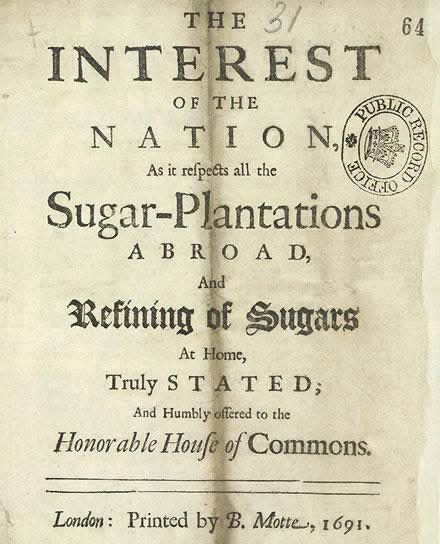 THE 31
64
INTEREST
OF THE
NATION,
As it reſpects all the
Sugar-Plantations
ABROAD,
And
Refining of Sugars
At Home,
Truly STATED;
And Humbly offered to the
Honorable Houſe of Commons.
London: Printed by B. Motte, 1691.
PUBLIC RECORD OFFICE